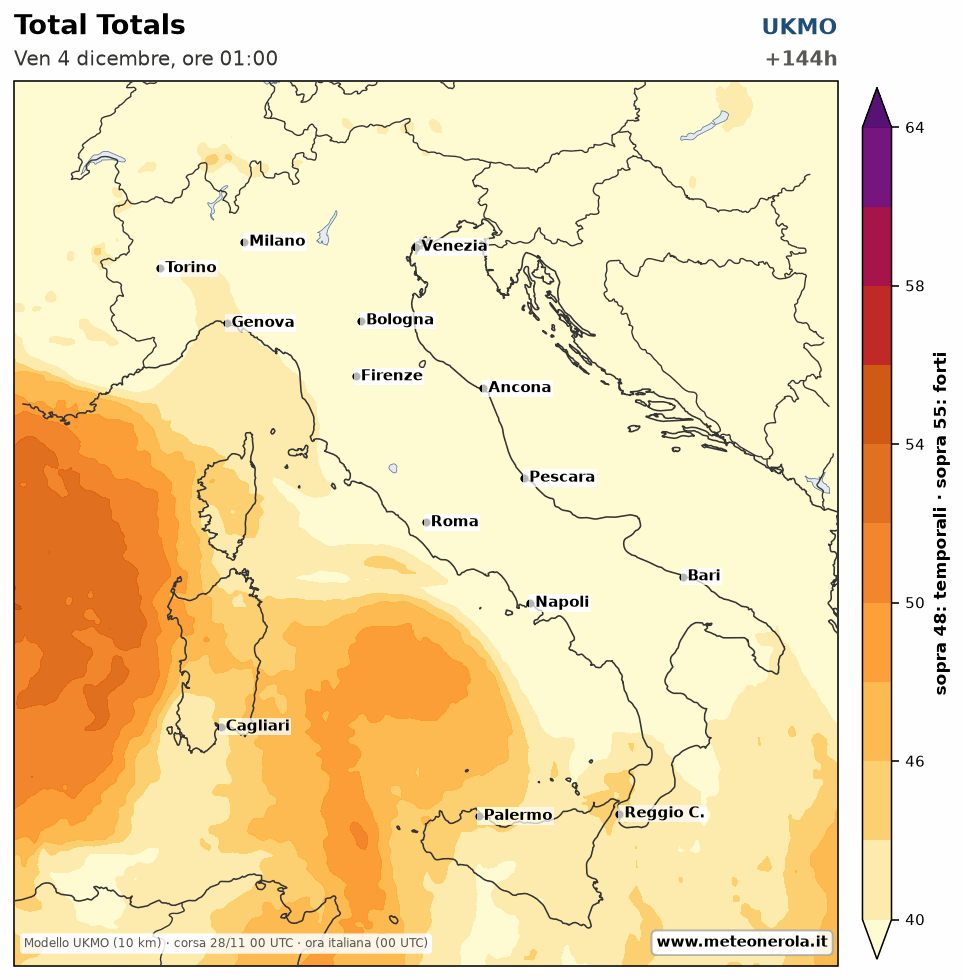 Total Totals
UKMO
Ven 4 dicembre, ore 01:00
+144h
64
58
54
50
46
40
sopra 48: temporali · sopra 55: forti
Milano
Venezia
Torino
Genova
Bologna
Firenze
Ancona
Pescara
Roma
Bari
Napoli
Cagliari
Palermo
Reggio C.
Modello UKMO (10 km) · corsa 28/11 00 UTC · ora italiana (00 UTC)
www.meteonerola.it